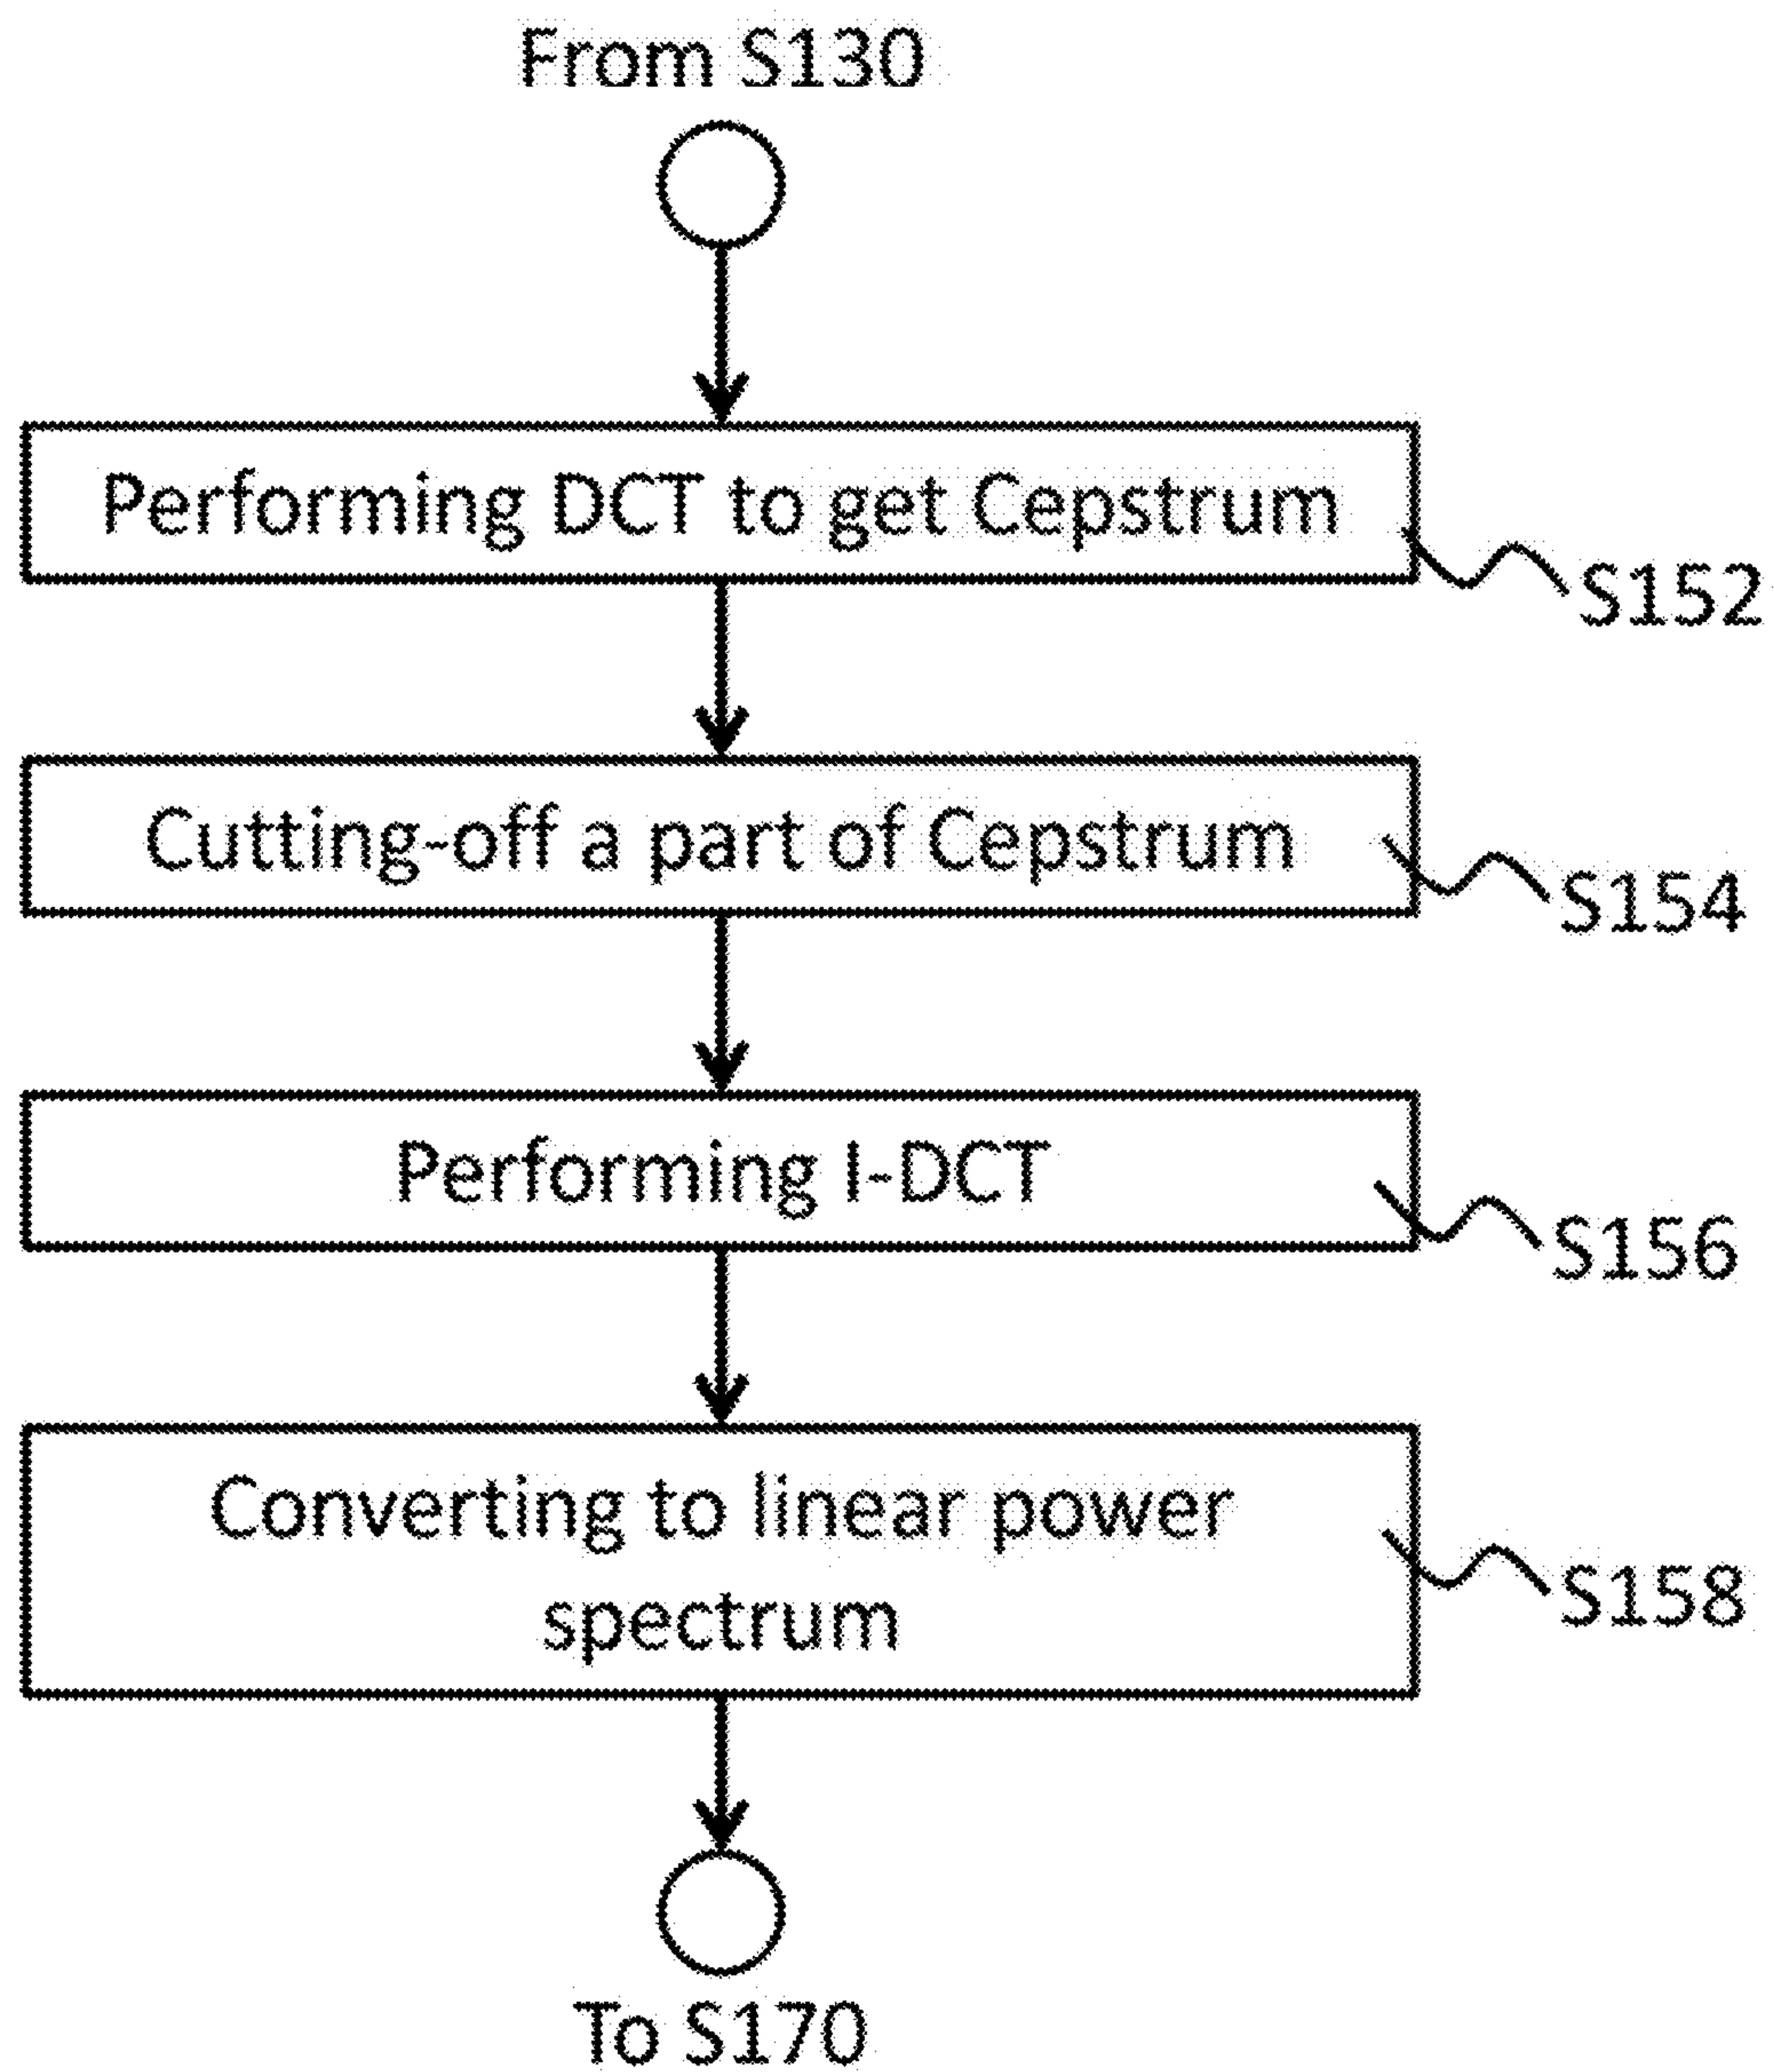 From S130
Performing DCT to get Cepstrum
S152
Cutting-off a part of Cepstrum
S154
Performing I-DCT
S156
Converting to linear power
spectrum
S158
To S170